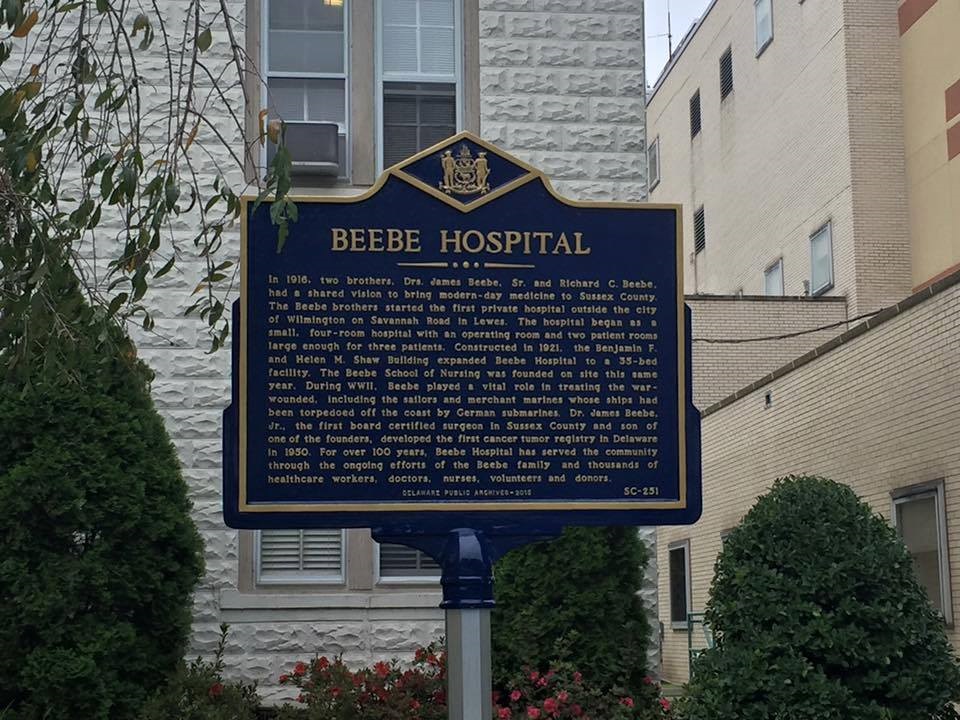 BEEBE HOSPITAL
In 1916, two brothers, Drs. James Beebe, Sr. and Richard C. Beebe,
had a shared vision to bring modern-day medicine to Sussex County.
The Beebe brothers started the first private hospital outside the city
of Wilmington on Savannah Road in Lewes. The hospital began as a
small, four-room hospital with an operating room and two patient rooms
large enough for three patients. Constructed in 1921, the Benjamin F.
and Helen M. Shaw Building expanded Beebe Hospital to a 35-bed
facility. The Beebe School of Nursing was founded on site this same
year. During WWII, Beebe played a vital role in treating the war-
wounded, including the sailors and merchant marines whose ships had
been torpedoed off the coast by German submarines. Dr. James Beebe,
Jr., the first board certified surgeon in Sussex County and son of
one of the founders, developed the first cancer tumor registry in Delaware
in 1950. For over 100 years, Beebe Hospital has served the community
through the ongoing efforts of the Beebe family and thousands of
healthcare workers, doctors, nurses, volunteers and donors.
DELAWARE PUBLIC ARCHIVES-2015 SC-251